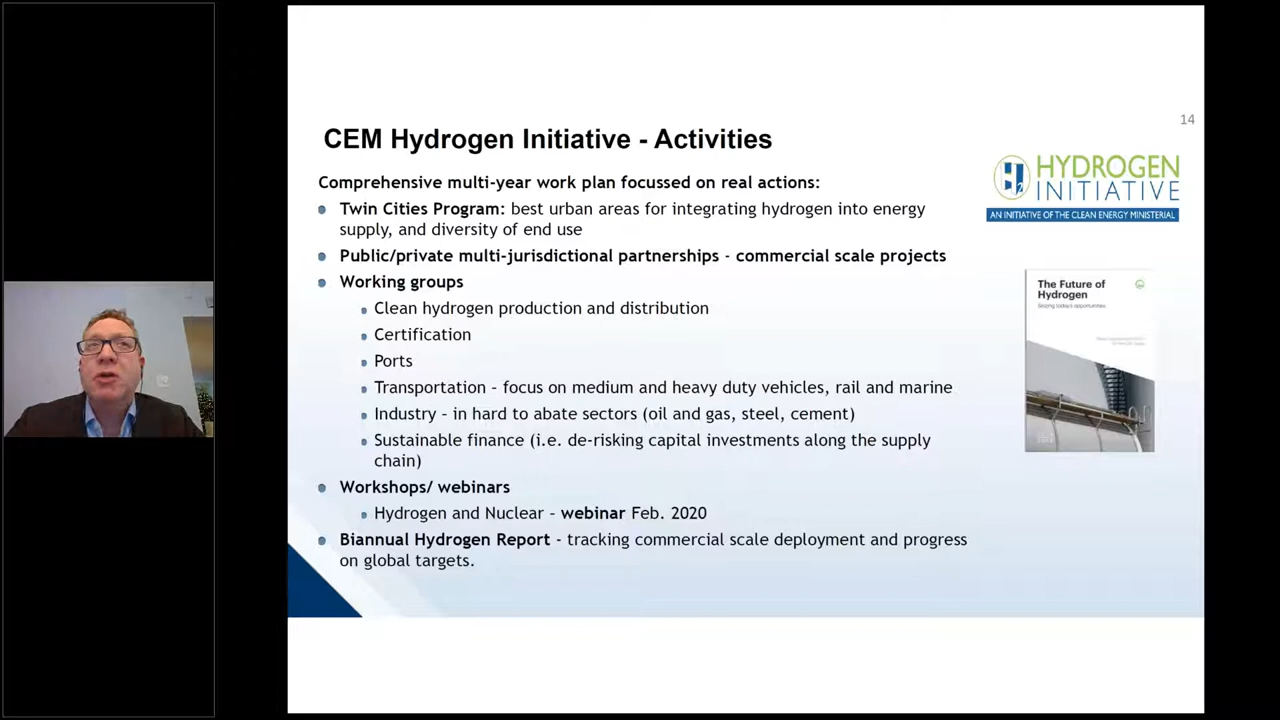 14
CEM Hydrogen Initiative - Activities
HYDROGEN
INITIATIVE
AN INITIATIVE OF THE CLEAN ENERGY MINISTERIAL
Comprehensive multi-year work plan focussed on real actions:
Twin Cities Program: best urban areas for integrating hydrogen into energy
supply, and diversity of end use
Public/private multi-jurisdictional partnerships - commercial scale projects
Working groups
Clean hydrogen production and distribution
Certification
Ports
Transportation – focus on medium and heavy duty vehicles, rail and marine
Industry – in hard to abate sectors (oil and gas, steel, cement)
Sustainable finance (i.e. de-risking capital investments along the supply
chain)
Workshops/ webinars
Hydrogen and Nuclear – webinar Feb. 2020
Biannual Hydrogen Report - tracking commercial scale deployment and progress
on global targets.
The Future of
Hydrogen
Seizing today's opportunities